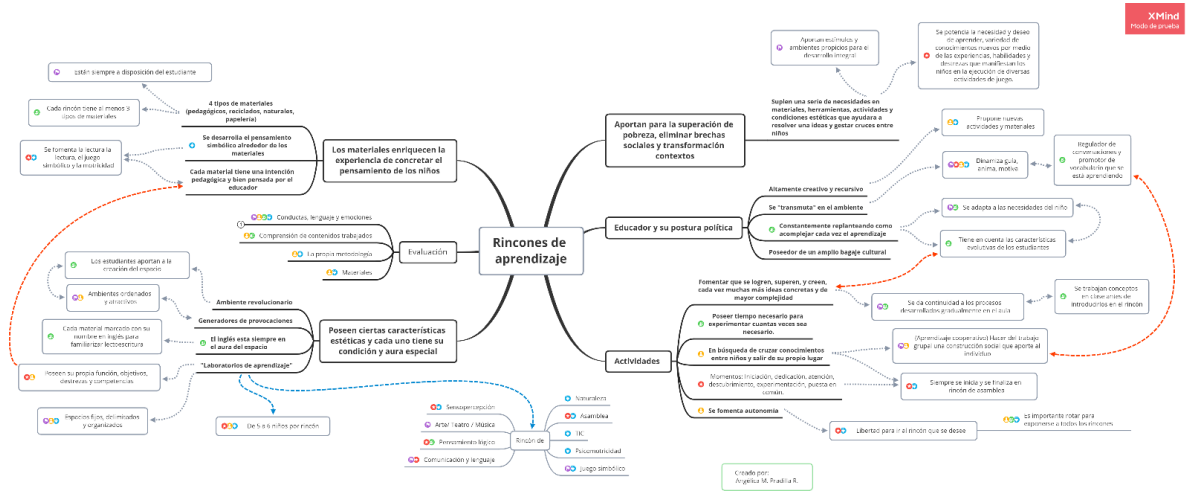 XMind
Modo de prueba
Rincones de
aprendizaje
Los materiales enriquecen la
experiencia de concretar el
pensamiento de los niños
4 tipos de materiales
(pedagógicos, reciclados, naturales,
papelería)
Están siempre a disposición del estudiante
Cada rincón tiene al menos 3
tipos de materiales
Se desarrolla el pensamiento
simbólico alrededor de los
materiales
Se fomenta la lectura la
lectura, el juego
simbólico y la motricidad
Cada material tiene una intención
pedagógica y bien pensada por el
educador
Evaluación
Conductas, lenguaje y emociones
Comprensión de contenidos trabajados
La propia metodología
Materiales
Poseen ciertas características
estéticas y cada uno tiene su
condición y aura especial
Ambiente revolucionario
Los estudiantes aportan a la
creación del espacio
Generadores de provocaciones
Ambientes ordenados
y atractivos
El inglés esta siempre en
el aura del espacio
Cada material marcado con su
nombre en inglés para
familiarizar lectoescritura
"Laboratorios de aprendizaje"
Poseen su propia función, objetivos,
destrezas y competencias
Espacios fijos, delimitados
y organizados
De 5 a 6 niños por rincón
Rincón de
Sensopercepción
Arte/ Teatro / Música
Pensamiento lógico
Comunicación y lenguaje
Naturaleza
Asamblea
TIC
Psicomotricidad
Juego simbólico
Aportan para la superación de
pobreza, eliminar brechas
sociales y transformación
contextos
Suplen una serie de necesidades en
materiales, herramientas, actividades y
condiciones estéticas que ayudara a
resolver una ideas y gestar cruces entre
niños
Aportan estímulos y
ambientes propicios para el
desarrollo integral
Se potencia la necesidad y deseo
de aprender, variedad de
conocimientos nuevos por medio
de las experiencias, habilidades y
destrezas que manifiestan los
niños en la ejecución de diversas
actividades de juego.
Educador y su postura política
Altamente creativo y recursivo
Propone nuevas
actividades y materiales
Se "transmuta" en el ambiente
Dinamiza guía,
anima, motiva
Regulador de
conversaciones y
promotor de
vocabulario que se
está aprendiendo
Constantemente replanteando como
acomplejar cada vez el aprendizaje
Se adapta a las necesidades del niño
Tiene en cuenta las características
evolutivas de los estudiantes
Poseedor de un amplio bagaje cultural
Actividades
Fomentar que se logren, superen, y creen,
cada vez muchas más ideas concretas y de
mayor complejidad
Se da continuidad a los procesos
desarrollados gradualmente en el aula
Se trabajan conceptos
en clase antes de
introducirlos en el rincón
Poseer tiempo necesario para
experimentar cuantas veces sea
necesario.
En búsqueda de cruzar conocimientos
entre niños y salir de su propio lugar
(Aprendizaje cooperativo) Hacer del trabajo
grupal una construcción social que aporte al
individuo
Momentos: Iniciación, dedicación, atención,
descubrimiento, experimentación, puesta en
común.
Siempre se inicia y se finaliza en
rincón de asamblea
Se fomenta autonomía
Libertad para ir al rincón que se desee
Es importante rotar para
exponerse a todos los rincones
Creado por:
Angélica M. Pradilla R.